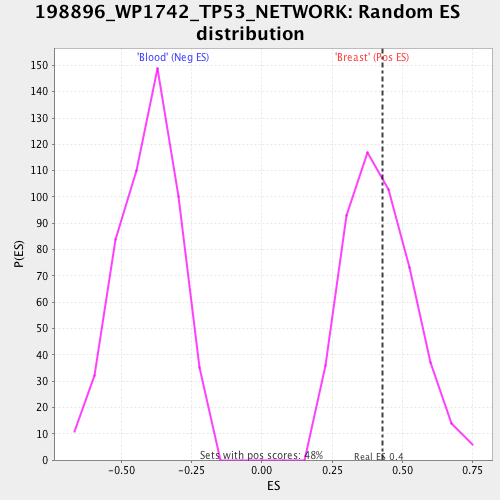 198896_WP1742_TP53_NETWORK: Random ES
distribution
'Blood' (Neg ES)
'Breast' (Pos ES)
P(ES)
150
140
130
120
110
100
90
80
70
60
50
40
30
20
10
0
Sets with pos scores: 48%
Real ES 0.4
-0.50
-0.25
0.00
0.25
0.50
0.75
ES